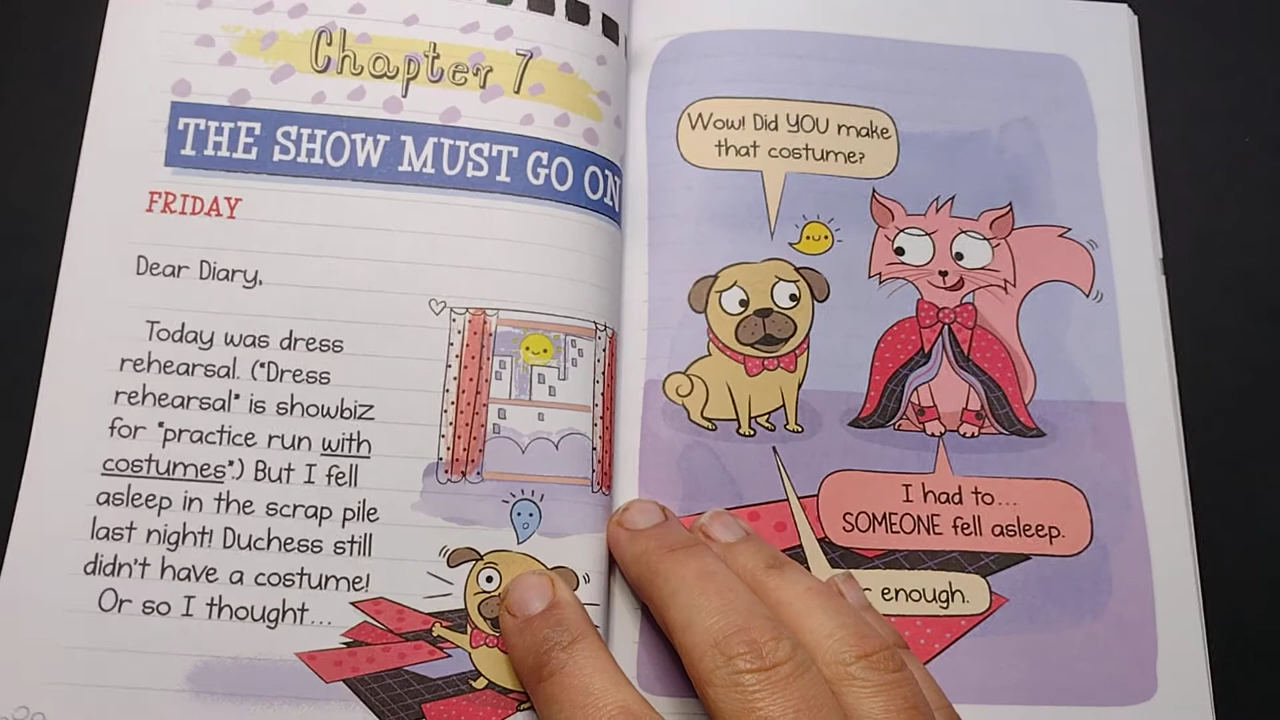 Chapter 7
THE SHOW MUST GO ON
FRIDAY
Dear Diary,
Today was dress
rehearsal. ("Dress
rehearsal" is showbiz
for "practice run with
costumes".) But I fell
asleep in the scrap pile
last night! Duchess still
didn't have a costume!
Or so I thought...
Wow! Did YOU make
that costume?
I had to...
SOMEONE fell asleep.
enough.